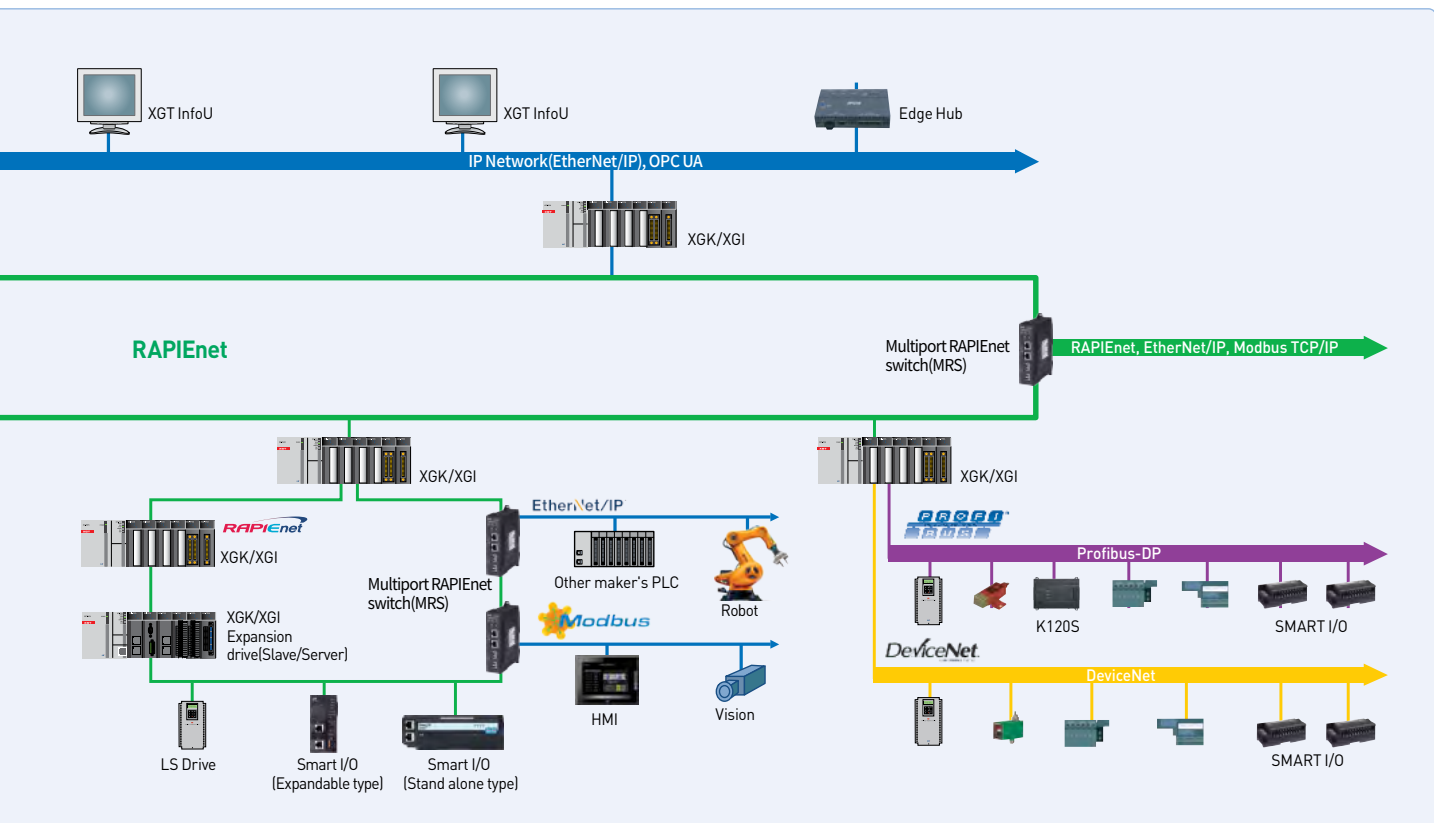 XGT InfoU
XGT InfoU
Edge Hub
IP Network(EtherNet/IP), OPC UA
XGK/XGI
RAPIEnet
Multiport RAPIEnet
switch(MRS)
RAPIEnet, EtherNet/IP, Modbus TCP/IP
XGK/XGI
XGK/XGI
RAPIEnet
XGK/XGI
EtherNet/IP
Other maker's PLC
Robot
Multiport RAPIEnet
switch(MRS)
XGK/XGI
Expansion
drive(Slave/Server)
Modbus
HMI
Vision
LS Drive
Smart I/O
(Expandable type)
Smart I/O
(Stand alone type)
PROFI
BUS
Profibus-DP
K120S
SMART I/O
DeviceNet
DeviceNet
SMART I/O